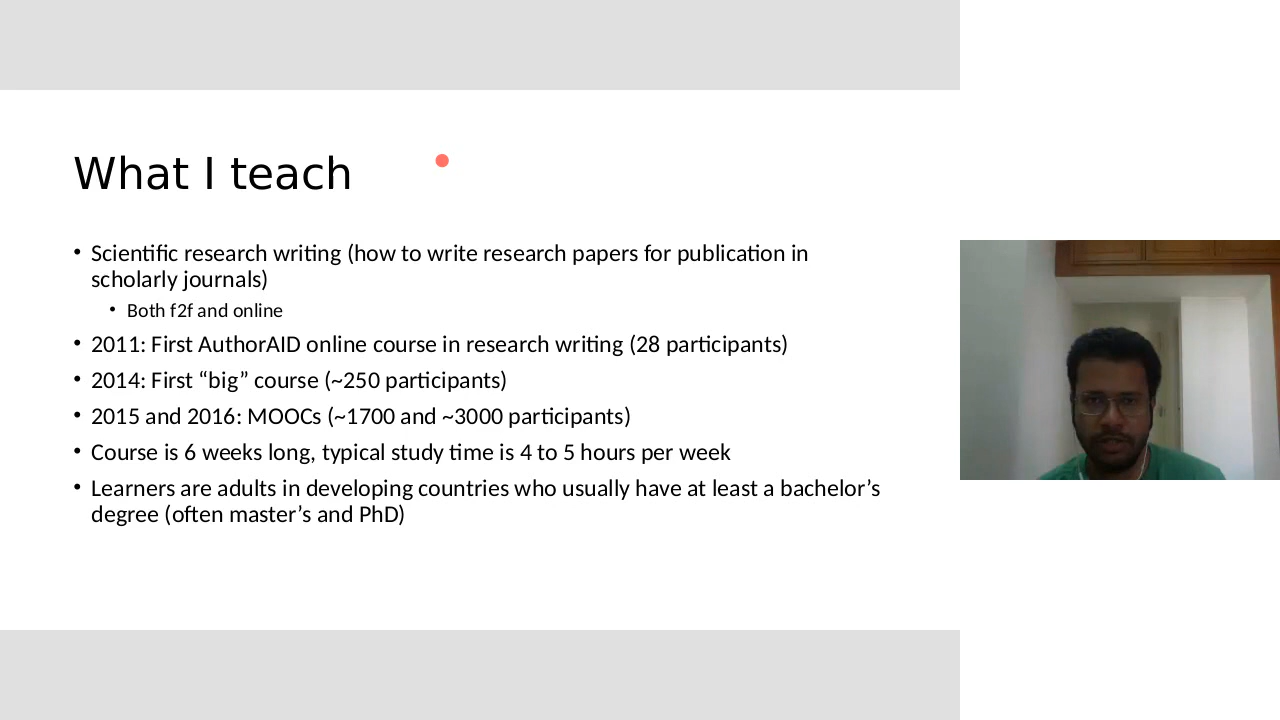 What I teach
• Scientific research writing (how to write research papers for publication in
scholarly journals)
• Both f2f and online
• 2011: First AuthorAID online course in research writing (28 participants)
• 2014: First “big” course (~250 participants)
• 2015 and 2016: MOOCs (~1700 and ~3000 participants)
• Course is 6 weeks long, typical study time is 4 to 5 hours per week
• Learners are adults in developing countries who usually have at least a bachelor’s
degree (often master’s and PhD)